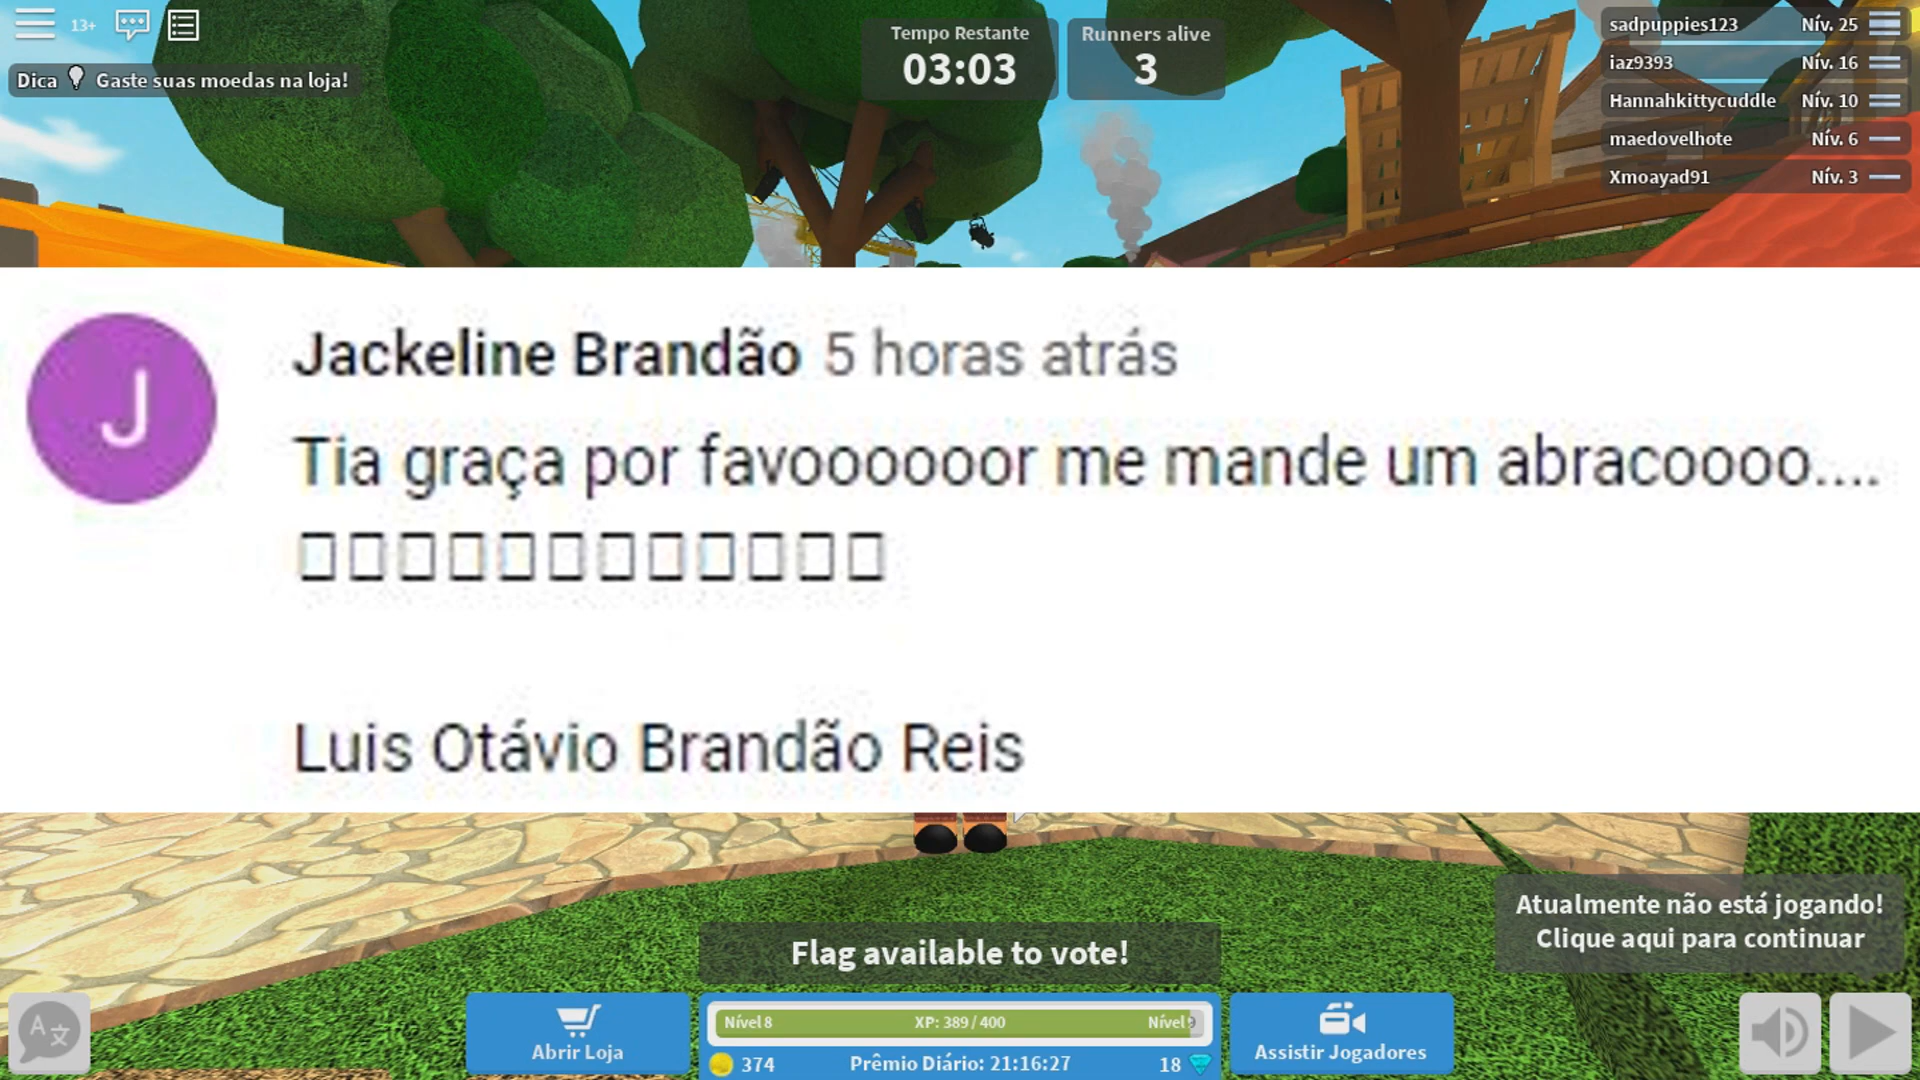 13+
Dica Gaste suas moedas na loja!
Tempo Restante
03:03
Runners alive
3
sadpuppies123 Nív. 25
iaz9393 Nív. 16
Hannahkittycuddle Nív. 10
maedovelhote Nív. 6
Xmoayad91 Nív. 3
J
Jackeline Brandão 5 horas atrás
Tia graça por favoooooor me mande um abracoooo....
Luis Otávio Brandão Reis
Atualmente não está jogando!
Clique aqui para continuar
Flag available to vote!
Abrir Loja
Nível 8 XP: 389 / 400 Nível 9
374 Prêmio Diário: 21:16:27 18
Assistir Jogadores